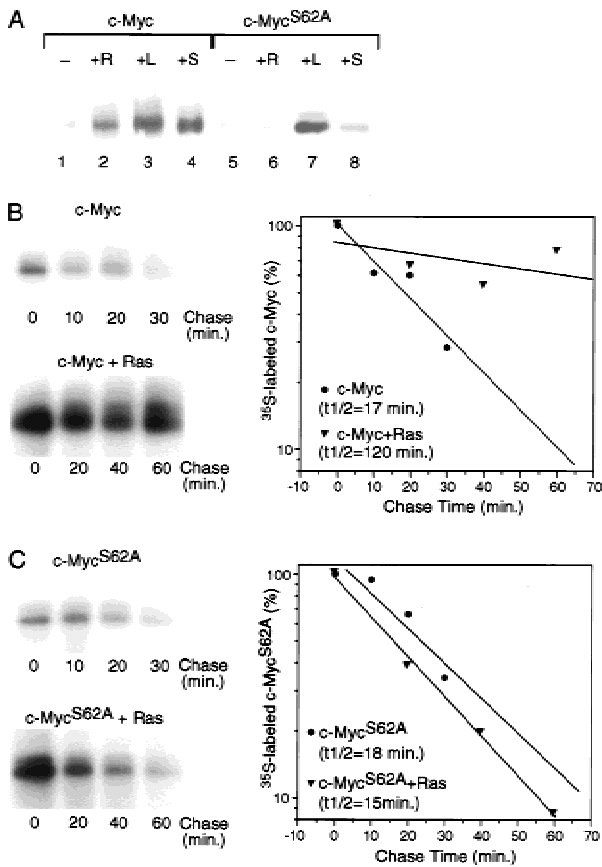 A
c-Myc c-MycS62A
– +R +L +S – +R +L +S
1 2 3 4 5 6 7 8
B
c-Myc
0 10 20 30 Chase (min.)
c-Myc + Ras
0 20 40 60 Chase (min.)
35S-labeled c-Myc (%)
100
10
c-Myc
(t1/2=17 min.)
c-Myc+Ras
(t1/2=120 min.)
-10 0 10 20 30 40 50 60 70
Chase Time (min.)
C
c-MycS62A
0 10 20 30 Chase (min.)
c-MycS62A + Ras
0 20 40 60 Chase (min.)
35S-labeled c-MycS62A (%)
100
10
c-MycS62A
(t1/2=18 min.)
c-MycS62A+Ras
(t1/2=15min.)
-10 0 10 20 30 40 50 60 70
Chase Time (min.)